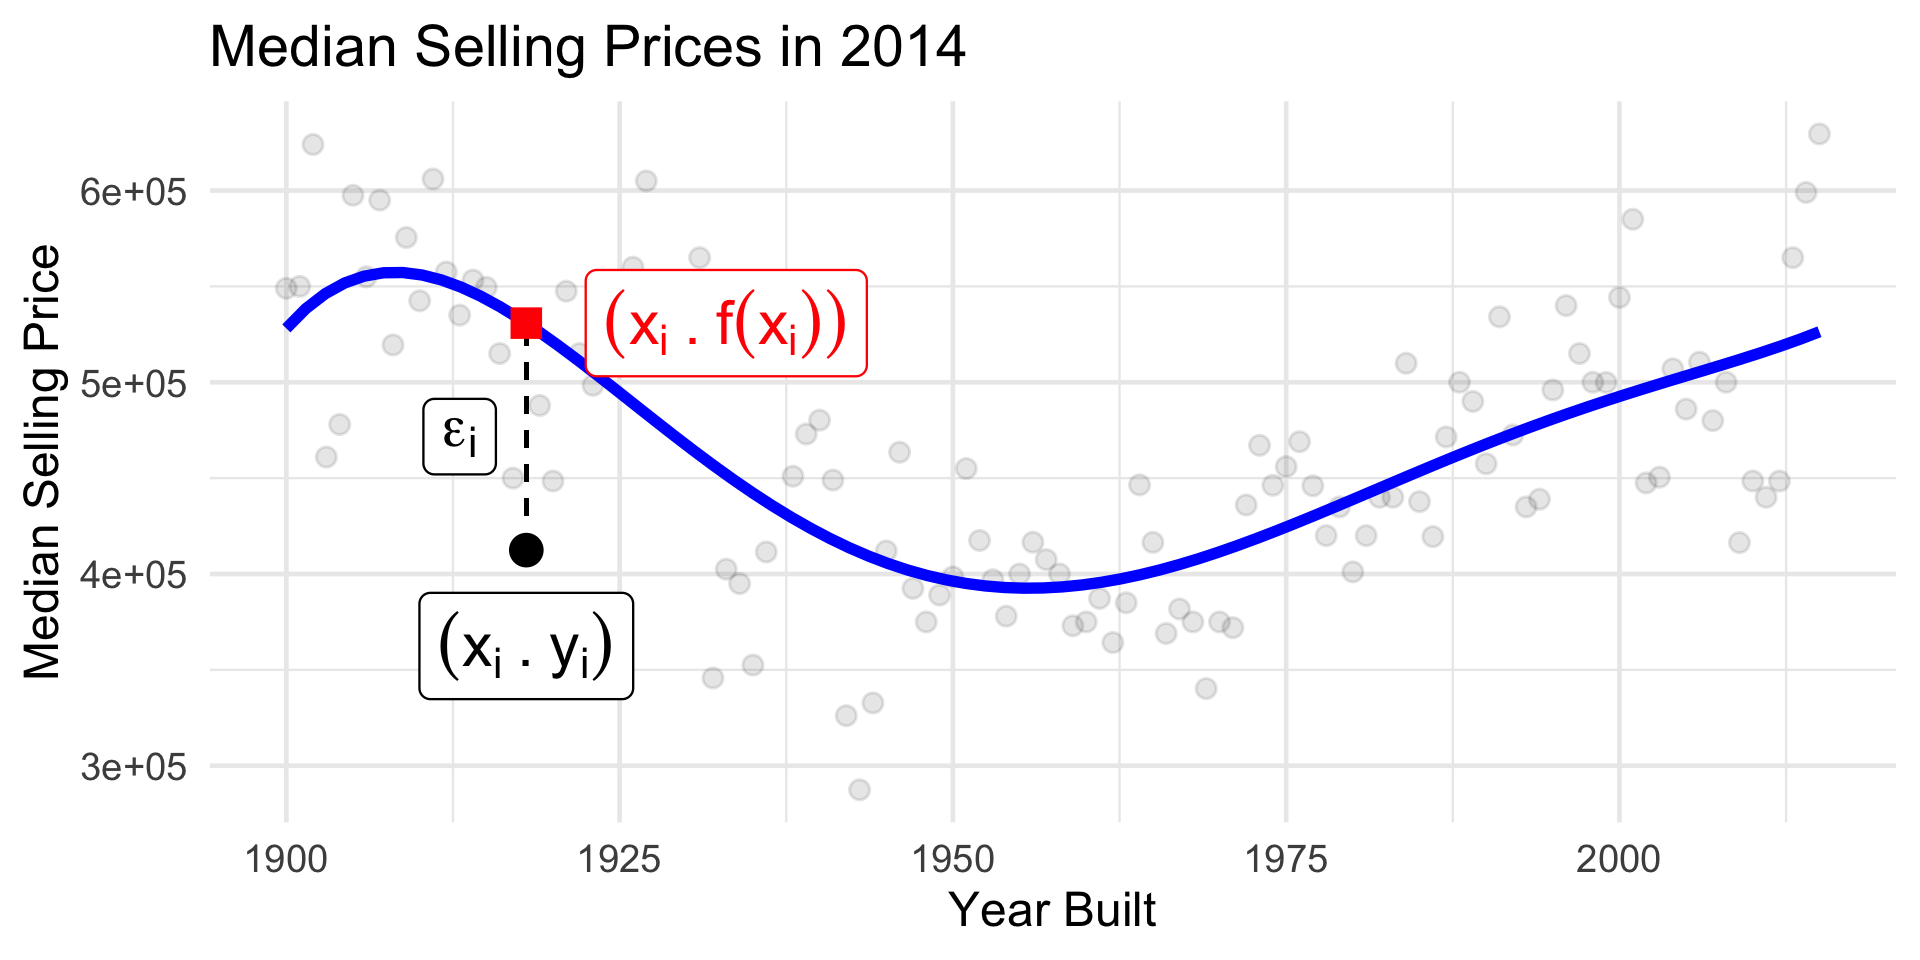 Median Selling Prices in 2014
Median Selling Price
6e+05
5e+05
4e+05
3e+05
(xᵢ . f(xᵢ))
εᵢ
(xᵢ . yᵢ)
1900 1925 1950 1975 2000
Year Built